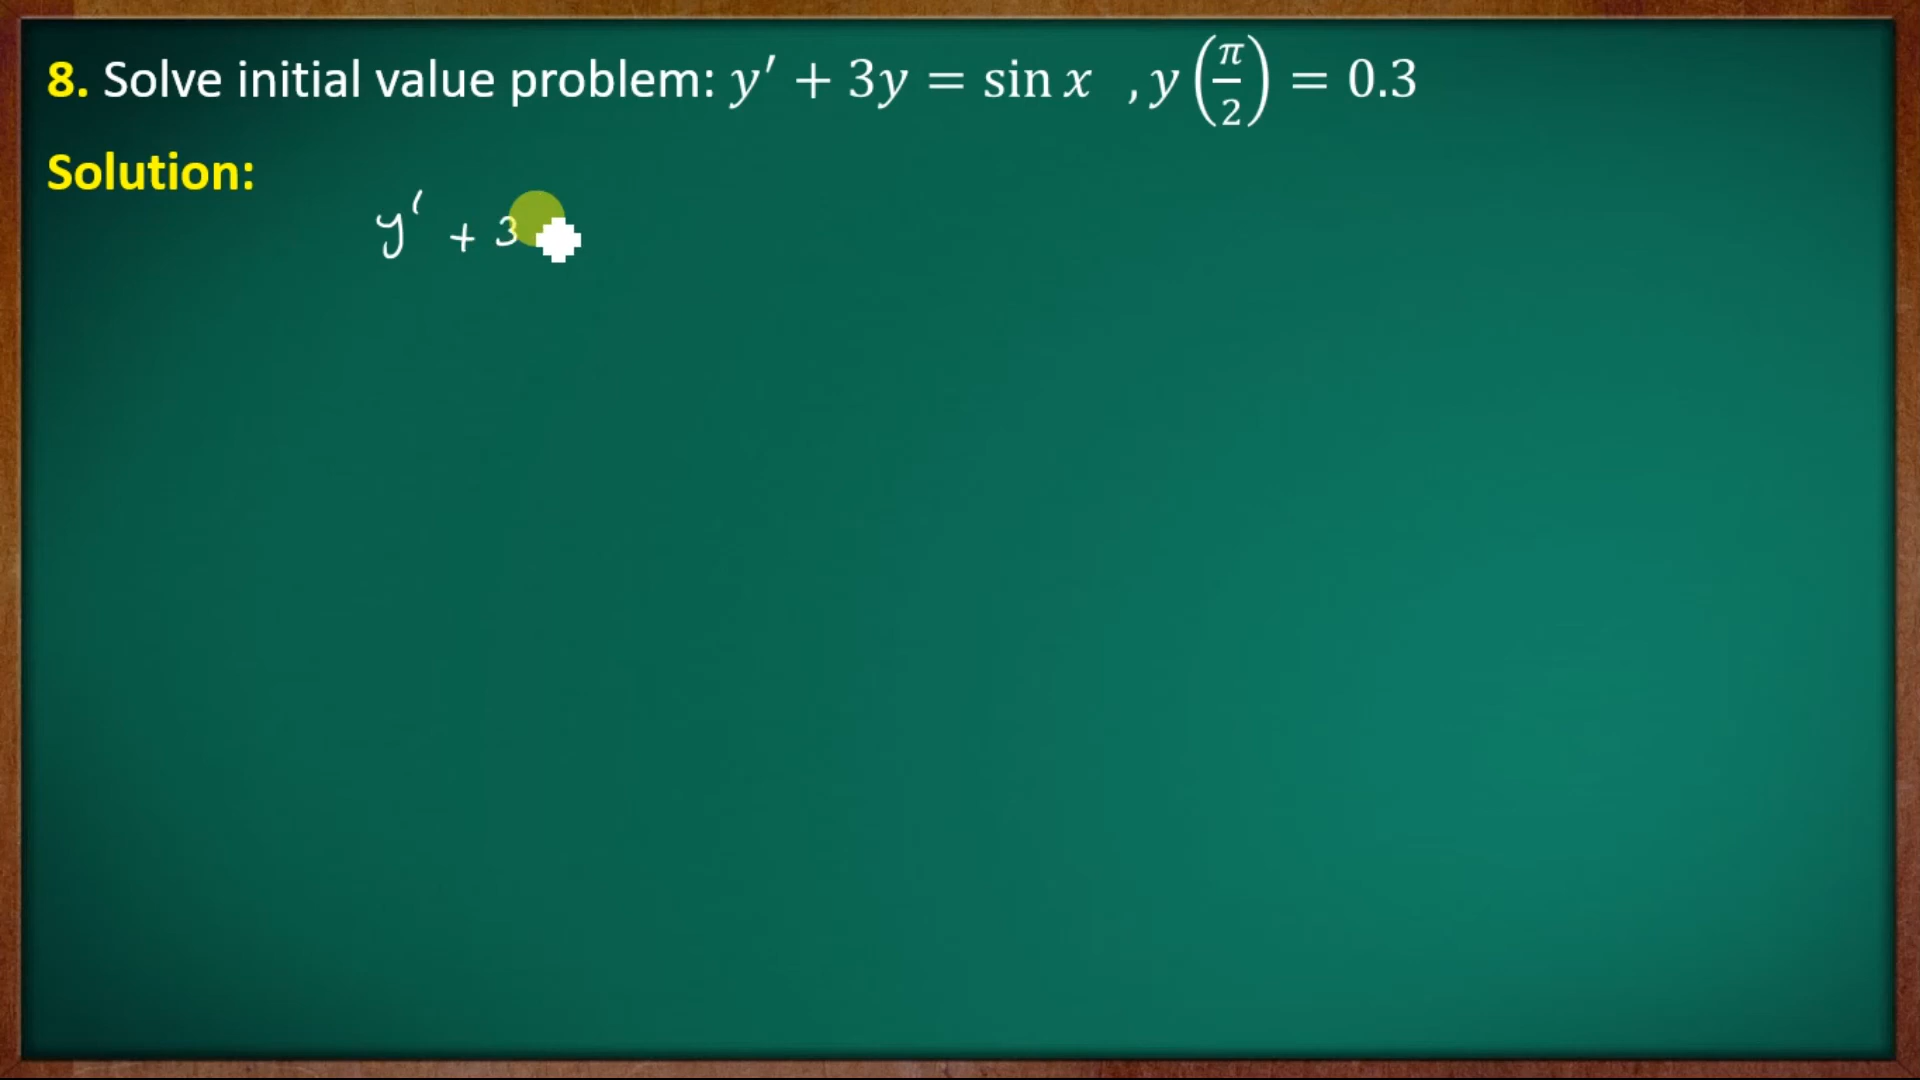 8. Solve initial value problem: y′ + 3y = sin x , y(π/2) = 0.3
Solution:
y′ + 3